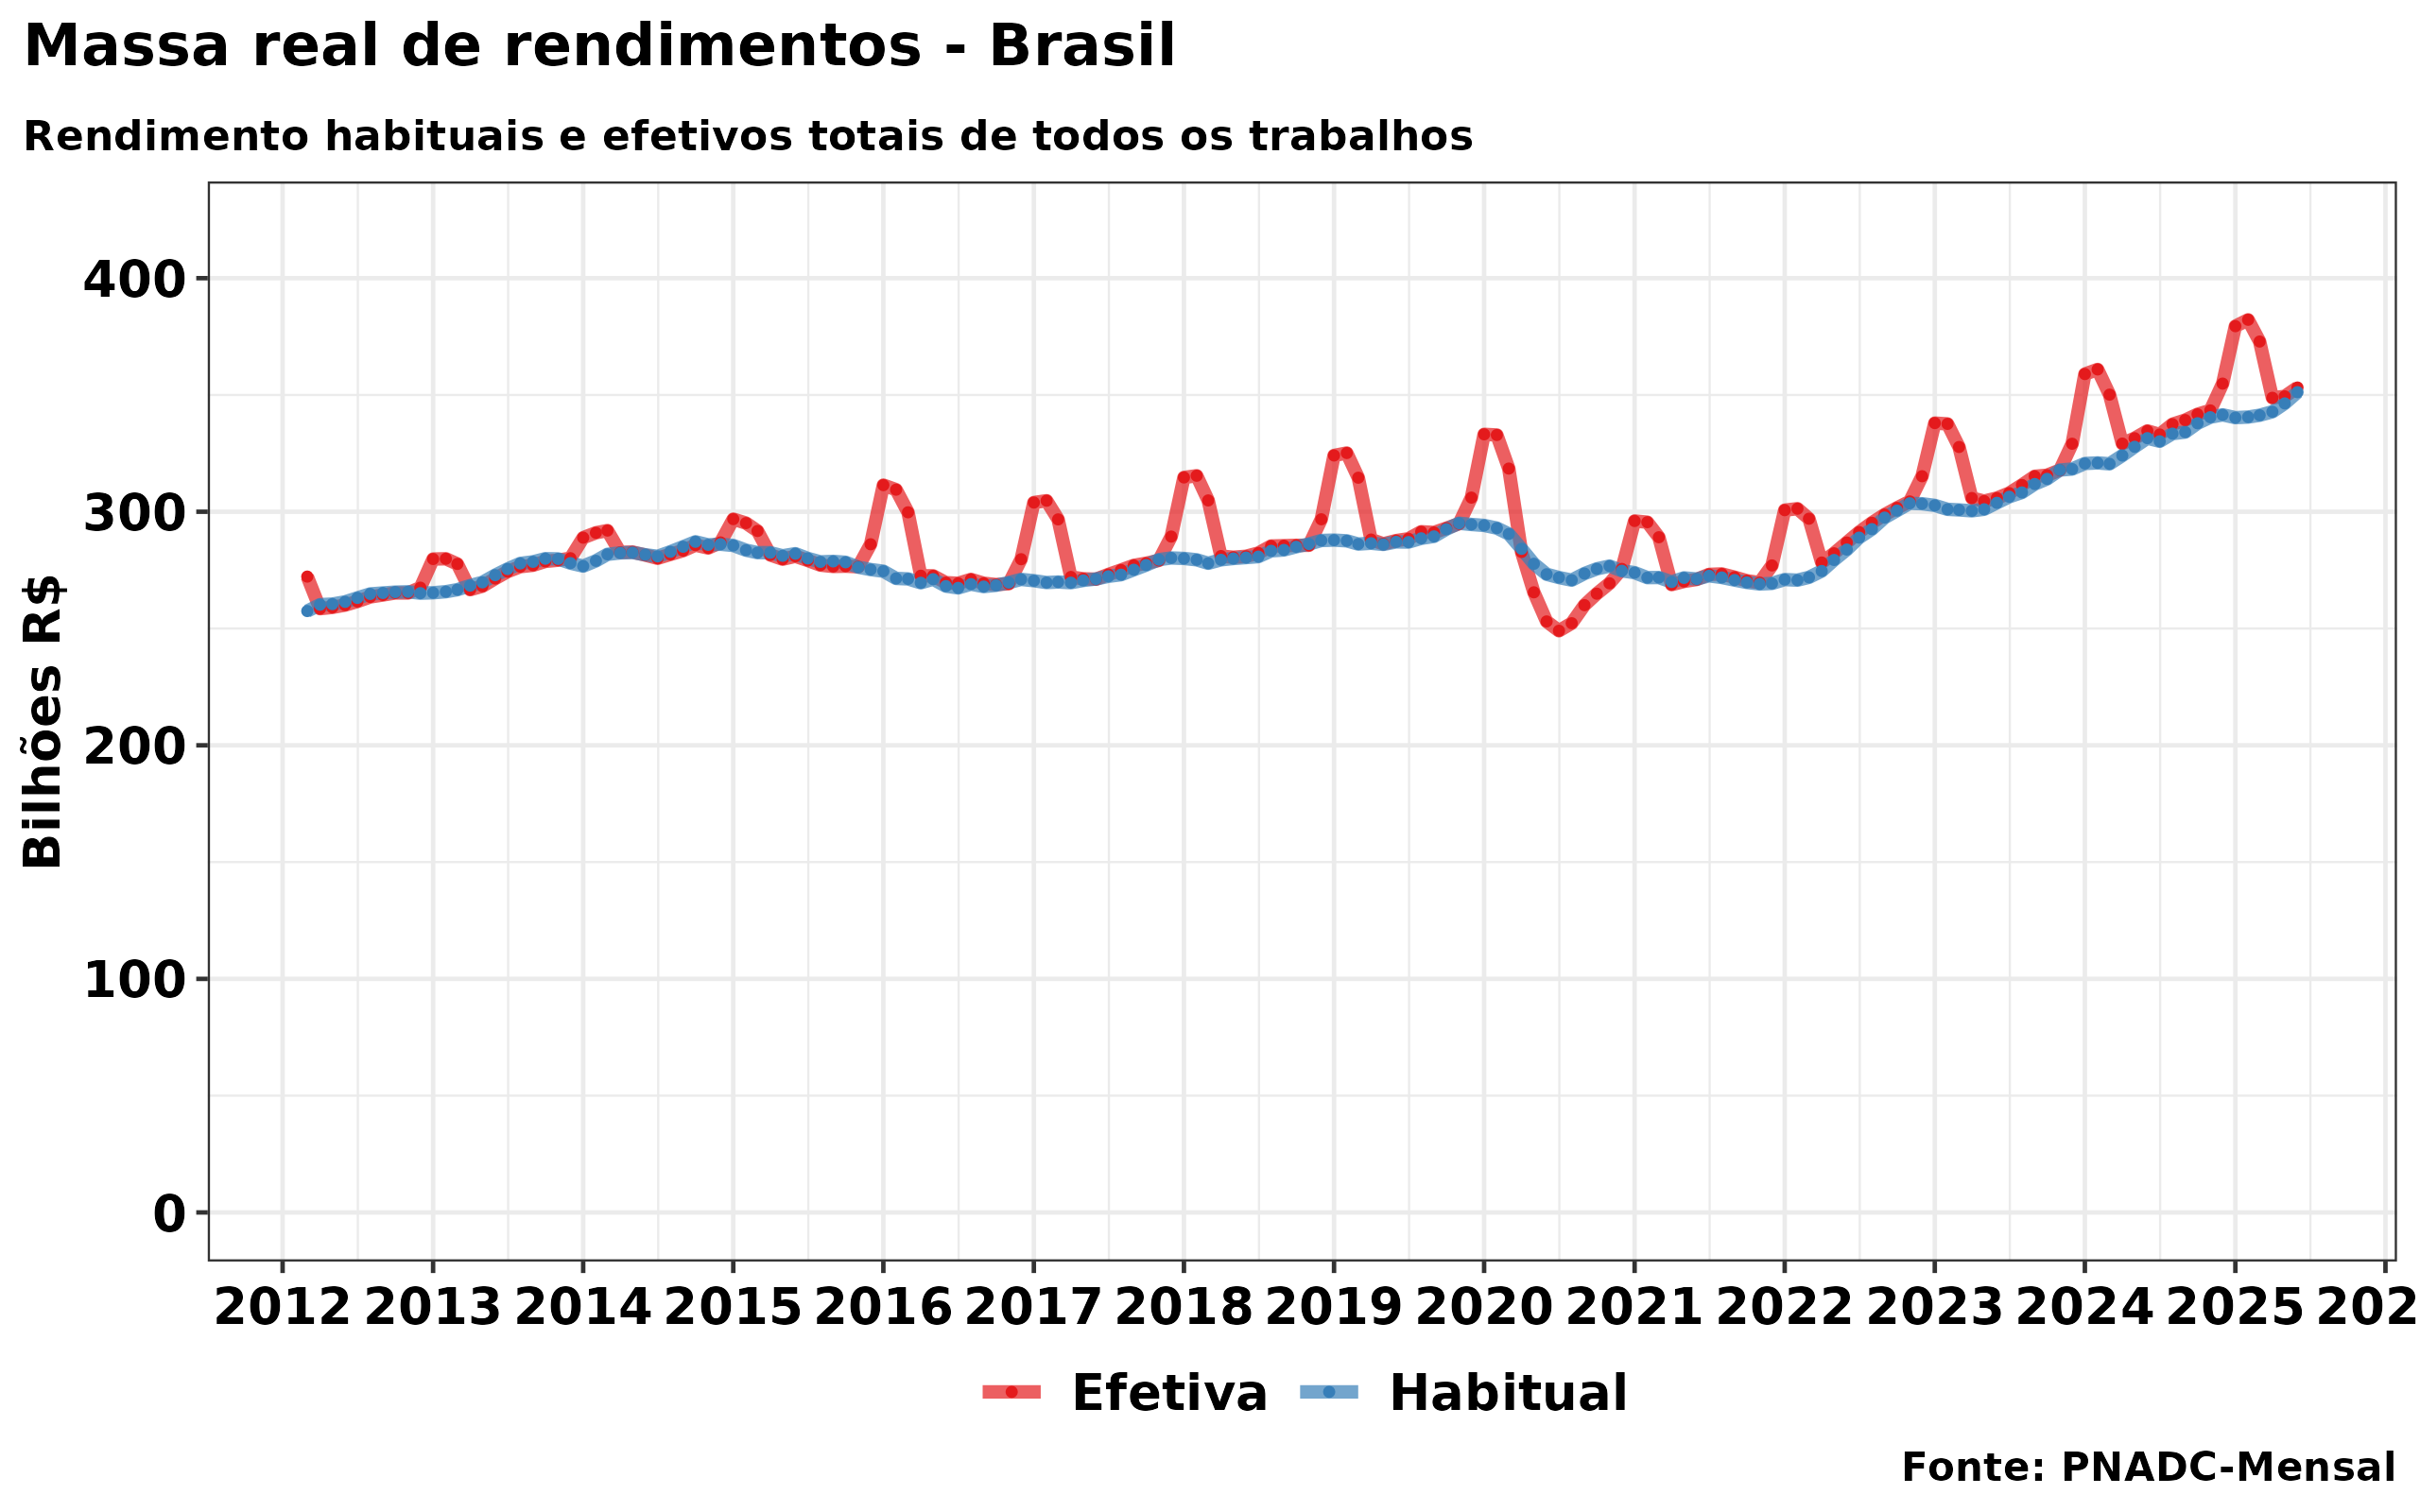 Massa real de rendimentos - Brasil
Rendimento habituais e efetivos totais de todos os trabalhos
Bilhões R$
400
300
200
100
0
2012 2013 2014 2015 2016 2017 2018 2019 2020 2021 2022 2023 2024 2025 202
Efetiva Habitual
Fonte: PNADC-Mensal